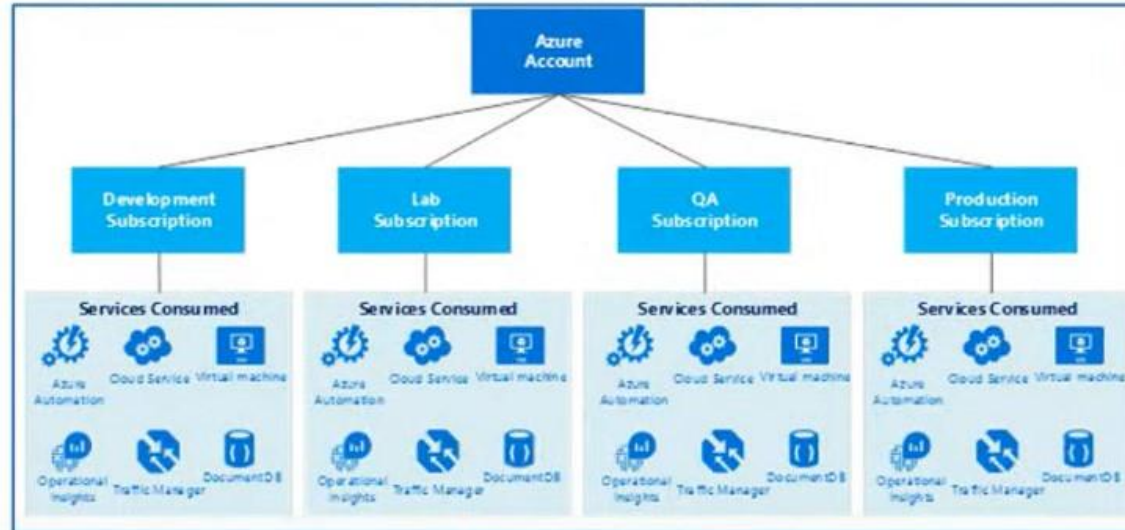 Azure
Account
Development
Subscription
Lab
Subscription
QA
Subscription
Production
Subscription
Services Consumed
Azure
Automation
Cloud Service
Virtual machine
Operational
Insights
Traffic Manager
DocumentDB
Services Consumed
Azure
Automation
Cloud Service
Virtual machine
Operational
Insights
Traffic Manager
DocumentDB
Services Consumed
Azure
Automation
Cloud Service
Virtual machine
Operational
Insights
Traffic Manager
DocumentDB
Services Consumed
Azure
Automation
Cloud Service
Virtual machine
Operational
Insights
Traffic Manager
DocumentDB